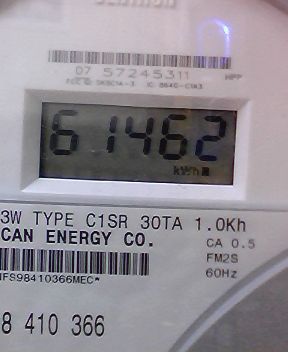 07 57245311
61462
kWh
3W TYPE C1SR 30TA 1.0Kh
CAN ENERGY CO.
CA 0.5
FM2S
60Hz
IFS98410366MEC*
8 410 366